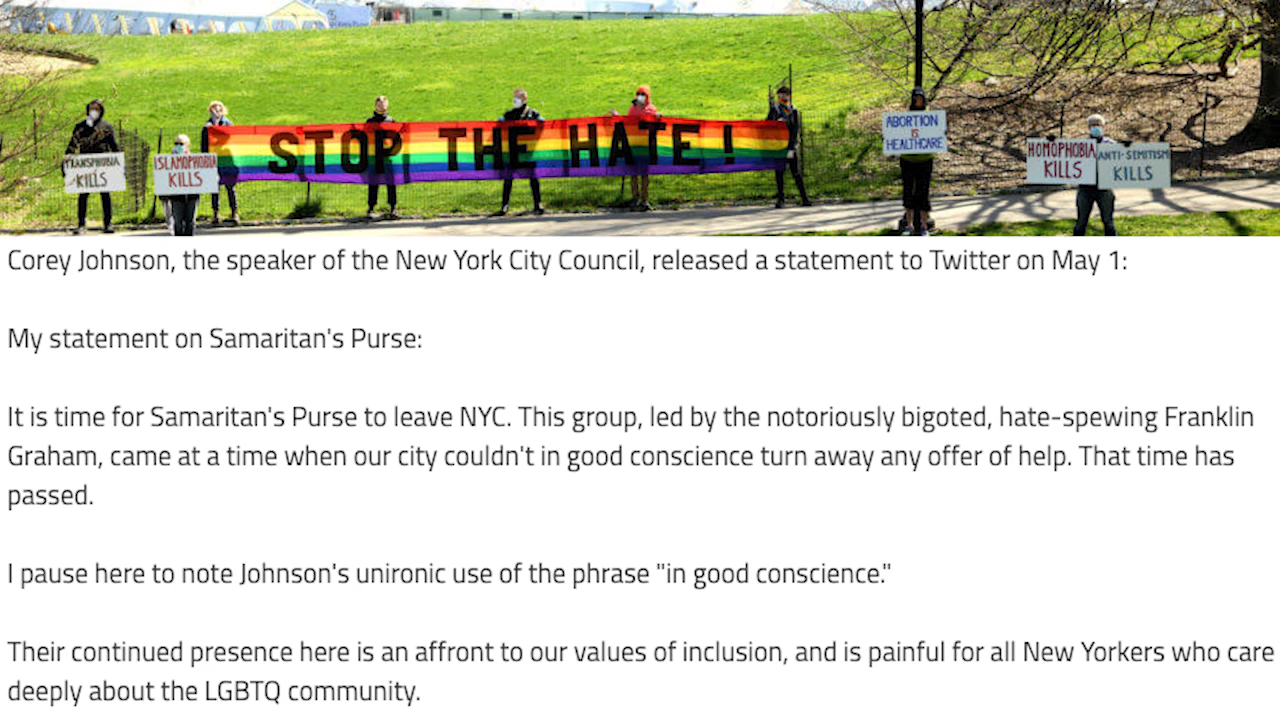 TRANSPHOBIA
KILLS
ISLAMOPHOBIA
KILLS
STOP THE HATE!
ABORTION
IS
HEALTHCARE
HOMOPHOBIA
KILLS
ANTI-SEMITISM
KILLS
Corey Johnson, the speaker of the New York City Council, released a statement to Twitter on May 1:
My statement on Samaritan's Purse:
It is time for Samaritan's Purse to leave NYC. This group, led by the notoriously bigoted, hate-spewing Franklin
Graham, came at a time when our city couldn't in good conscience turn away any offer of help. That time has
passed.
I pause here to note Johnson's unironic use of the phrase "in good conscience."
Their continued presence here is an affront to our values of inclusion, and is painful for all New Yorkers who care
deeply about the LGBTQ community.